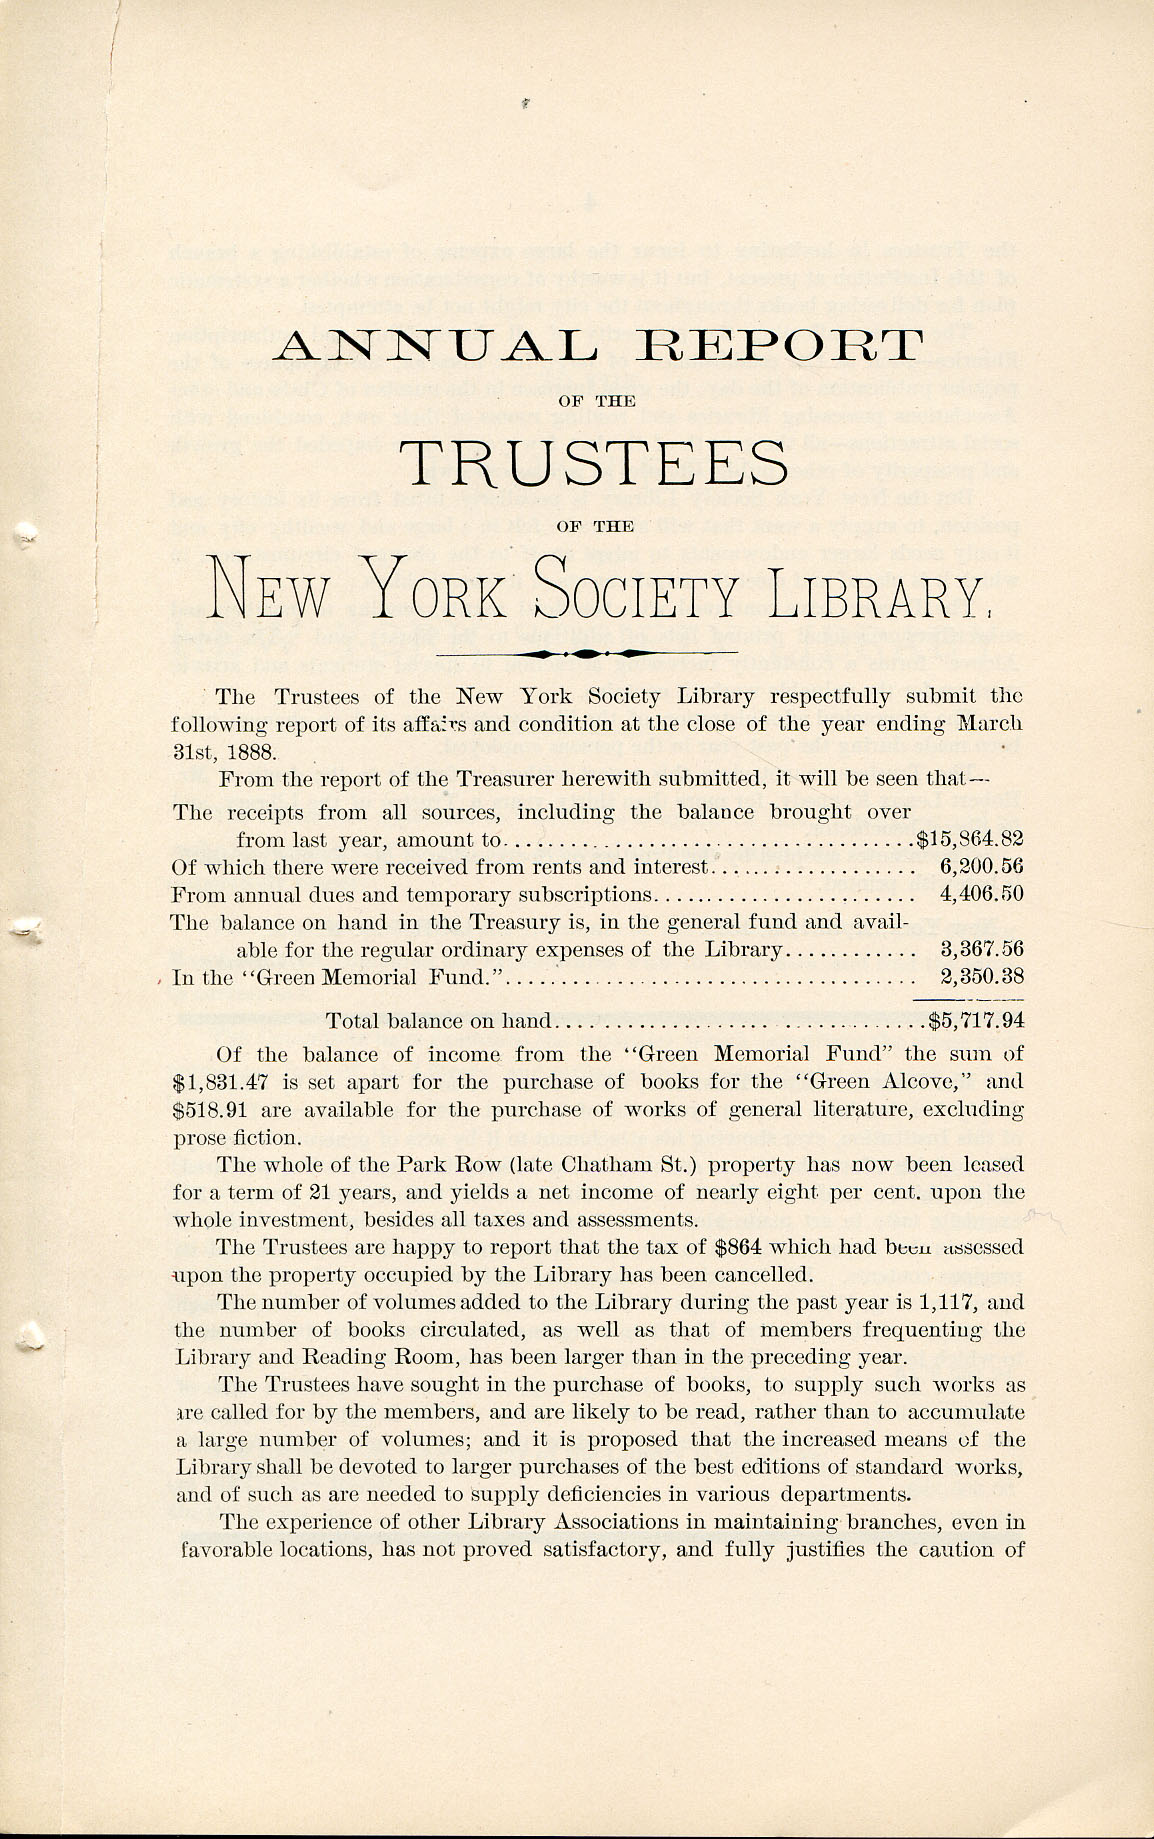 ANNUAL REPORT
OF THE
TRUSTEES
OF THE
NEW YORK SOCIETY LIBRARY.
The Trustees of the New York Society Library respectfully submit the
following report of its affairs and condition at the close of the year ending March
31st, 1888.
From the report of the Treasurer herewith submitted, it will be seen that—
The receipts from all sources, including the balance brought over
from last year, amount to.......................................$15,864.82
Of which there were received from rents and interest................... 6,200.56
From annual dues and temporary subscriptions........................ 4,406.50
The balance on hand in the Treasury is, in the general fund and avail-
able for the regular ordinary expenses of the Library............ 3,367.56
In the "Green Memorial Fund."....................................... 2,350.38
Total balance on hand...................................$5,717.94
Of the balance of income from the "Green Memorial Fund" the sum of
$1,831.47 is set apart for the purchase of books for the "Green Alcove," and
$518.91 are available for the purchase of works of general literature, excluding
prose fiction.
The whole of the Park Row (late Chatham St.) property has now been leased
for a term of 21 years, and yields a net income of nearly eight per cent. upon the
whole investment, besides all taxes and assessments.
The Trustees are happy to report that the tax of $864 which had been assessed
upon the property occupied by the Library has been cancelled.
The number of volumes added to the Library during the past year is 1,117, and
the number of books circulated, as well as that of members frequenting the
Library and Reading Room, has been larger than in the preceding year.
The Trustees have sought in the purchase of books, to supply such works as
are called for by the members, and are likely to be read, rather than to accumulate
a large number of volumes; and it is proposed that the increased means of the
Library shall be devoted to larger purchases of the best editions of standard works,
and of such as are needed to supply deficiencies in various departments.
The experience of other Library Associations in maintaining branches, even in
favorable locations, has not proved satisfactory, and fully justifies the caution of